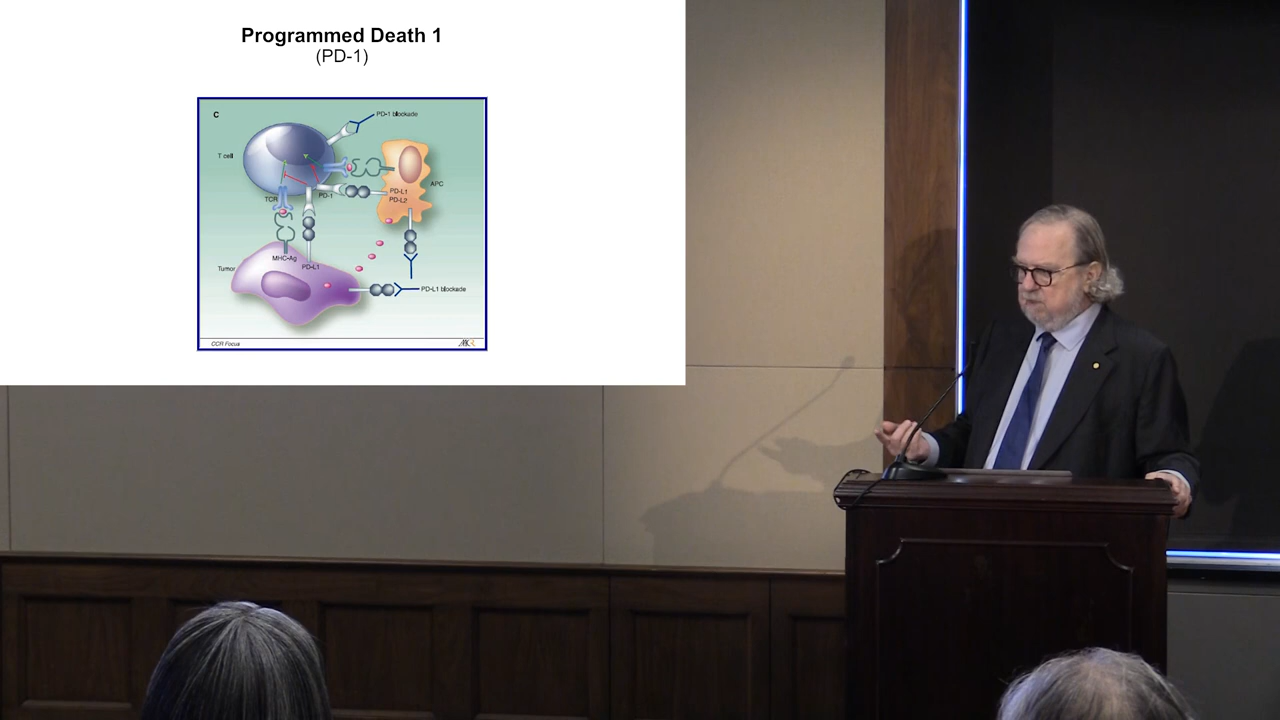 Programmed Death 1
(PD-1)
C
PD-1 blockade
T cell
APC
PD-L1
PD-L2
TCR
PD-1
MHC-Ag
PD-L1
Tumor
PD-L1 blockade
CCR Focus